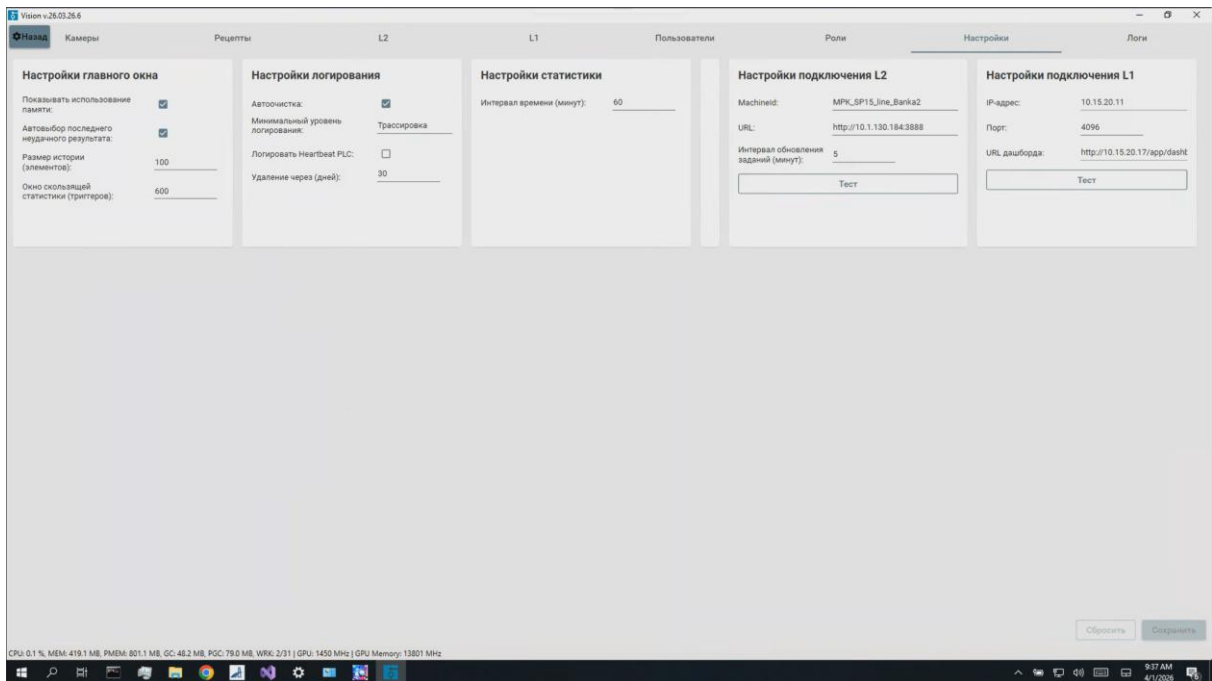 Vision v.26.03.26.6
Назад
Камеры
Рецепты
L2
L1
Пользователи
Роли
Настройки
Логи
Настройки главного окна
Показывать использование
памяти:
Автовыбор последнего
неудачного результата:
Размер истории
(элементов):
100
Окно скользящей
статистики (триггеров):
600
Настройки логирования
Автоочистка:
Минимальный уровень
логирования:
Трассировка
Логировать Heartbeat PLC:
Удаление через (дней):
30
Настройки статистики
Интервал времени (минут):
60
Настройки подключения L2
MachineId:
MPK_SP15_line_Banka2
URL:
http://10.1.130.184:3888
Интервал обновления
заданий (минут):
5
Тест
Настройки подключения L1
IP-адрес:
10.15.20.11
Порт:
4096
URL дашборда:
http://10.15.20.17/app/dasht
Тест
Сбросить
Сохранить
CPU: 0.1 %, MEM: 419.1 MB, PMEM: 801.1 MB, GC: 48.2 MB, PGC: 79.0 MB, WRK: 2/31 | GPU: 1450 MHz | GPU Memory: 13801 MHz
9:37 AM
4/1/2026